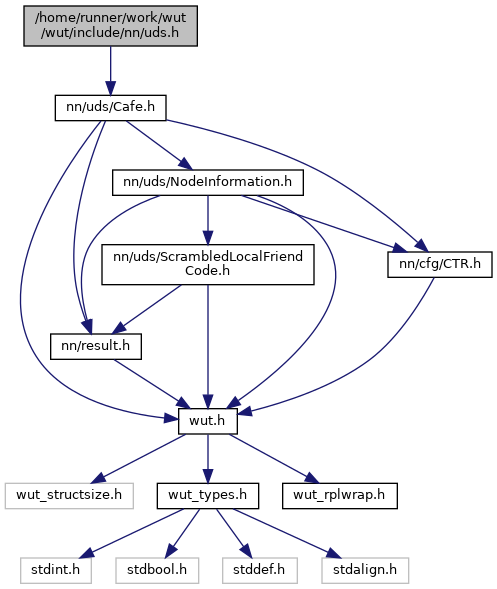 /home/runner/work/wut
/wut/include/nn/uds.h
nn/uds/Cafe.h
nn/uds/NodeInformation.h
nn/uds/ScrambledLocalFriend
Code.h
nn/cfg/CTR.h
nn/result.h
wut.h
wut_structsize.h
wut_types.h
wut_rplwrap.h
stdint.h
stdbool.h
stddef.h
stdalign.h